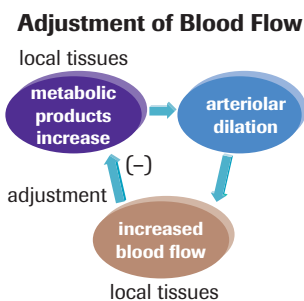 Adjustment of Blood Flow
local tissues
metabolic
products
increase
arteriolar
dilation
(–)
adjustment
increased
blood flow
local tissues